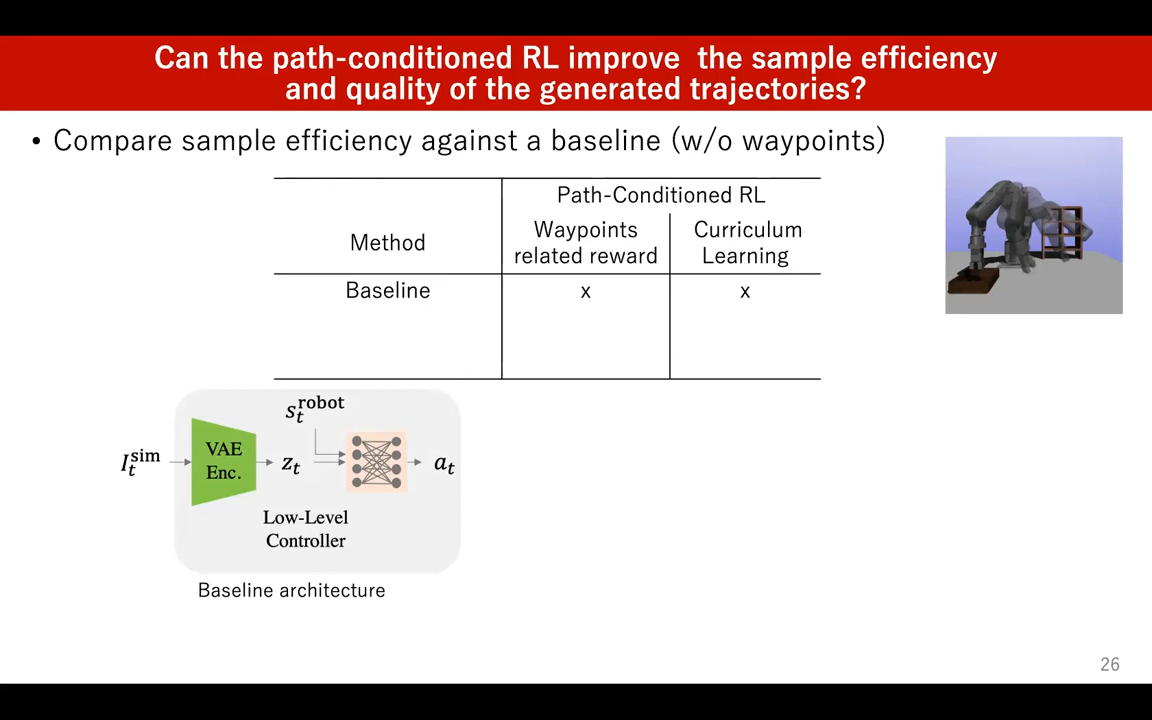 Can the path-conditioned RL improve the sample efficiency
and quality of the generated trajectories?
• Compare sample efficiency against a baseline (w/o waypoints)
Path-Conditioned RL
Method
Waypoints
related reward
Curriculum
Learning
Baseline x x
s_t^robot
I_t^sim
VAE
Enc.
z_t
a_t
Low-Level
Controller
Baseline architecture
26